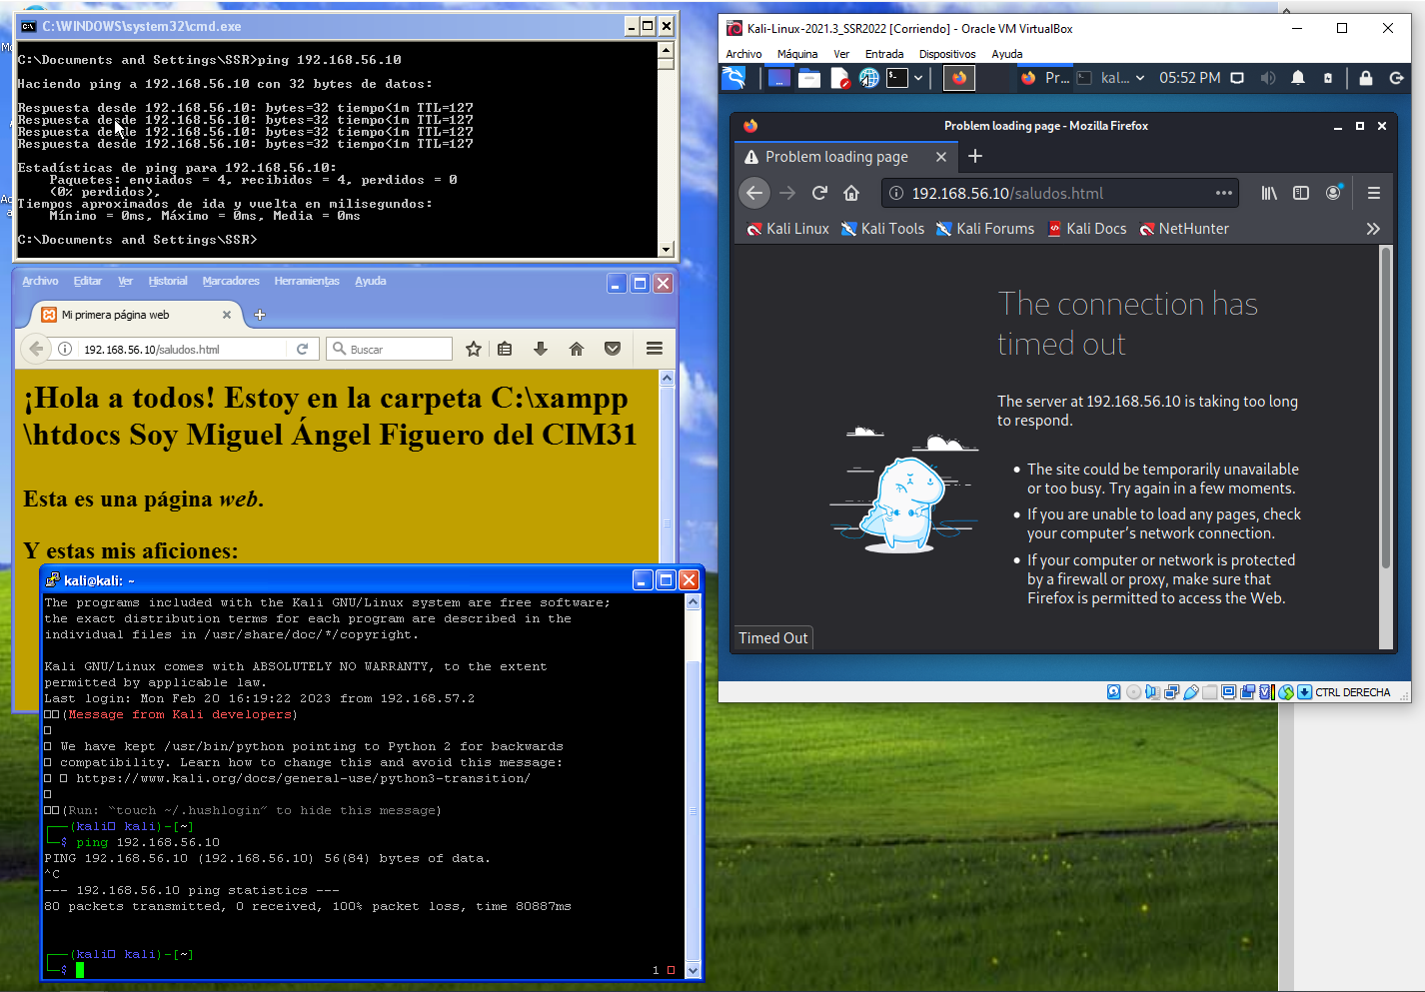 C:\WINDOWS\system32\cmd.exe
C:\Documents and Settings\SSR>ping 192.168.56.10
Haciendo ping a 192.168.56.10 con 32 bytes de datos:
Respuesta desde 192.168.56.10: bytes=32 tiempo<1m TTL=127
Respuesta desde 192.168.56.10: bytes=32 tiempo<1m TTL=127
Respuesta desde 192.168.56.10: bytes=32 tiempo<1m TTL=127
Respuesta desde 192.168.56.10: bytes=32 tiempo<1m TTL=127
Estadísticas de ping para 192.168.56.10:
Paquetes: enviados = 4, recibidos = 4, perdidos = 0
(0% perdidos),
Tiempos aproximados de ida y vuelta en milisegundos:
Mínimo = 0ms, Máximo = 0ms, Media = 0ms
C:\Documents and Settings\SSR>
Archivo Editar Ver Historial Marcadores Herramientas Ayuda
Mi primera página web
192.168.56.10/saludos.html
Buscar
¡Hola a todos! Estoy en la carpeta C:\xampp
\htdocs Soy Miguel Ángel Figuero del CIM31
Esta es una página web.
Y estas mis aficiones:
kali@kali: ~
The programs included with the Kali GNU/Linux system are free software;
the exact distribution terms for each program are described in the
individual files in /usr/share/doc/*/copyright.
Kali GNU/Linux comes with ABSOLUTELY NO WARRANTY, to the extent
permitted by applicable law.
Last login: Mon Feb 20 16:19:22 2023 from 192.168.57.2
(Message from Kali developers)
We have kept /usr/bin/python pointing to Python 2 for backwards
compatibility. Learn how to change this and avoid this message:
https://www.kali.org/docs/general-use/python3-transition/
(Run: “touch ~/.hushlogin” to hide this message)
(kali kali)-[~]
$ ping 192.168.56.10
PING 192.168.56.10 (192.168.56.10) 56(84) bytes of data.
^C
--- 192.168.56.10 ping statistics ---
80 packets transmitted, 0 received, 100% packet loss, time 80887ms
(kali kali)-[~]
$
1
Kali-Linux-2021.3_SSR2022 [Corriendo] - Oracle VM VirtualBox
Archivo Máquina Ver Entrada Dispositivos Ayuda
Pr... kal... 05:52 PM
Problem loading page - Mozilla Firefox
Problem loading page
192.168.56.10/saludos.html
Kali Linux Kali Tools Kali Forums Kali Docs NetHunter
The connection has
timed out
The server at 192.168.56.10 is taking too long
to respond.
• The site could be temporarily unavailable
or too busy. Try again in a few moments.
• If you are unable to load any pages, check
your computer’s network connection.
• If your computer or network is protected
by a firewall or proxy, make sure that
Firefox is permitted to access the Web.
Timed Out
CTRL DERECHA